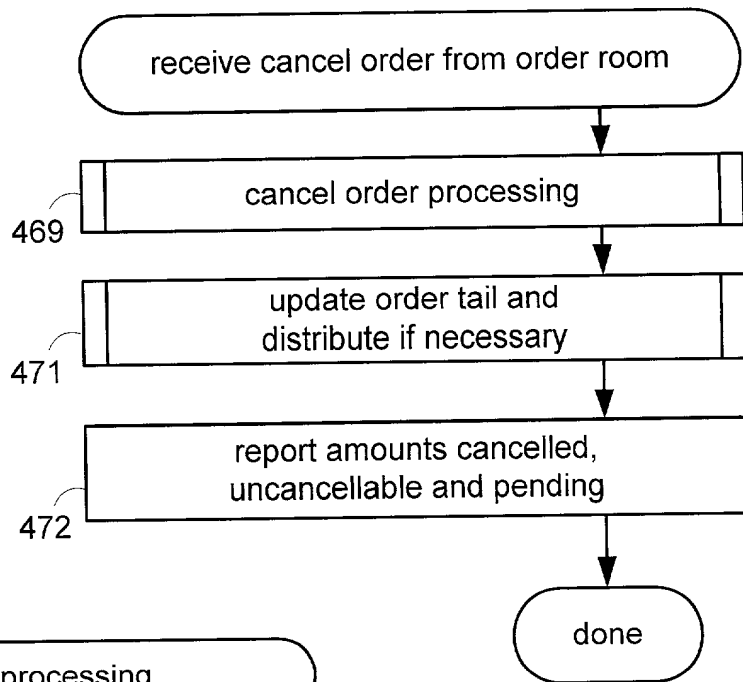 receive cancel order from order room
cancel order processing
469
update order tail and
distribute if necessary
471
report amounts cancelled,
uncancellable and pending
472
done
processing